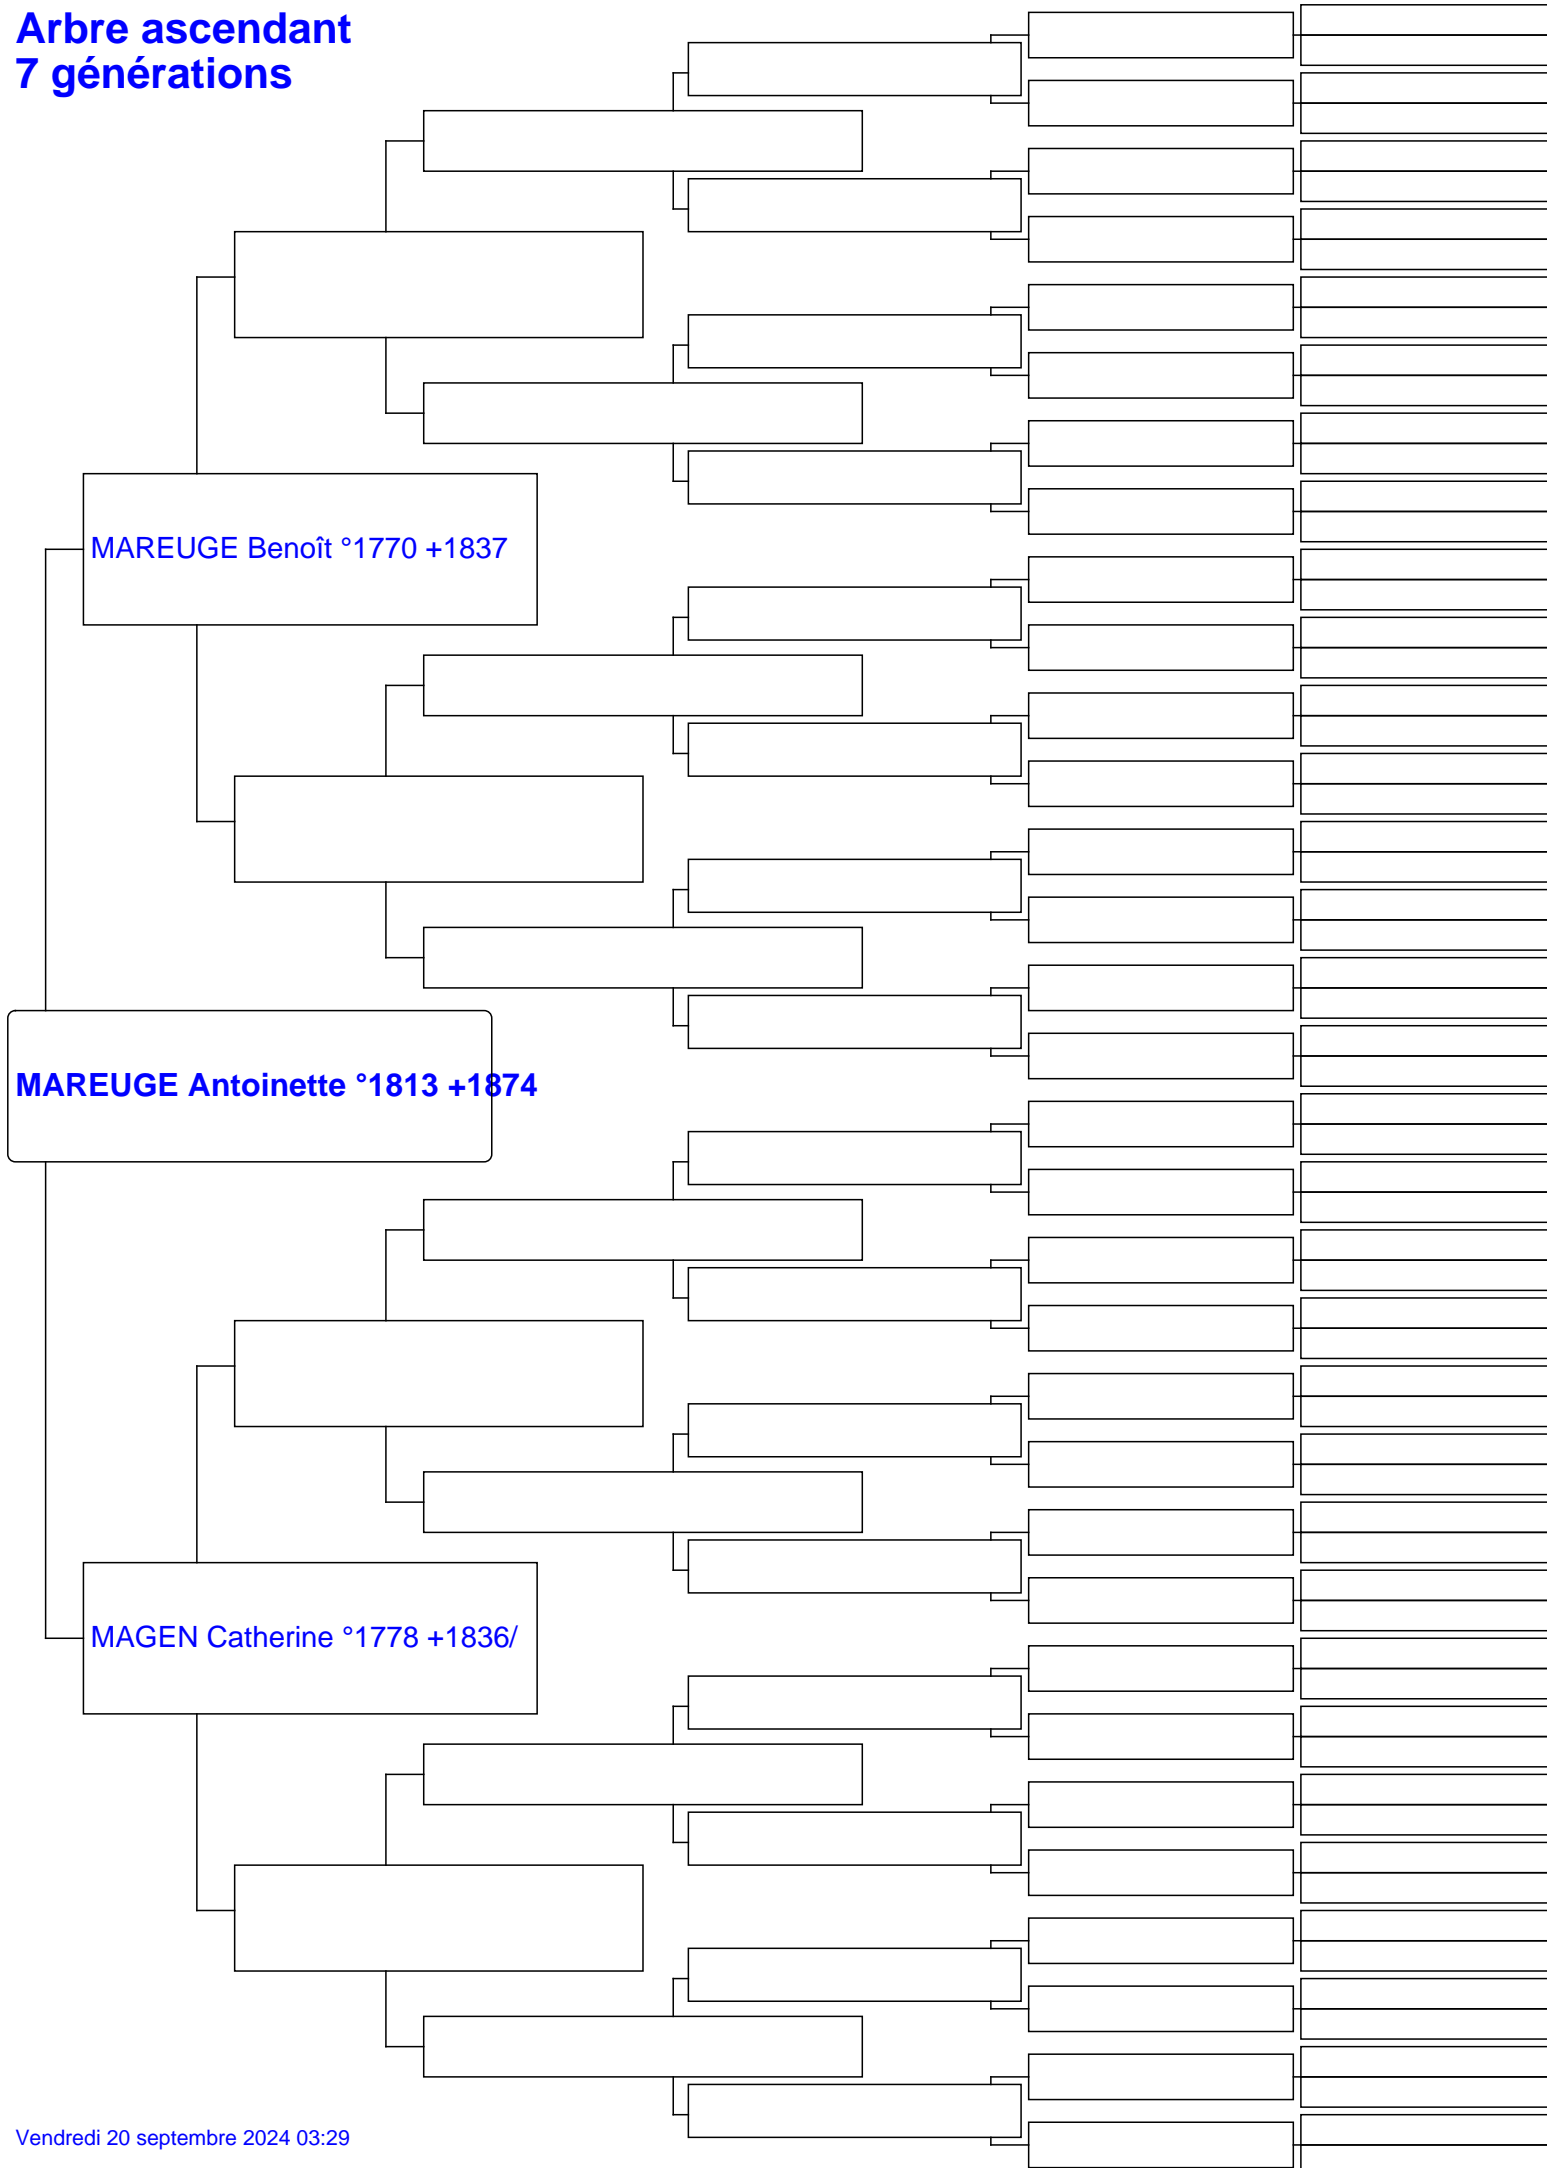 Arbre ascendant
7 générations
MAREUGE Benoît °1770 +1837
MAREUGE Antoinette °1813 +1874
MAGEN Catherine °1778 +1836/
Vendredi 20 septembre 2024 03:29